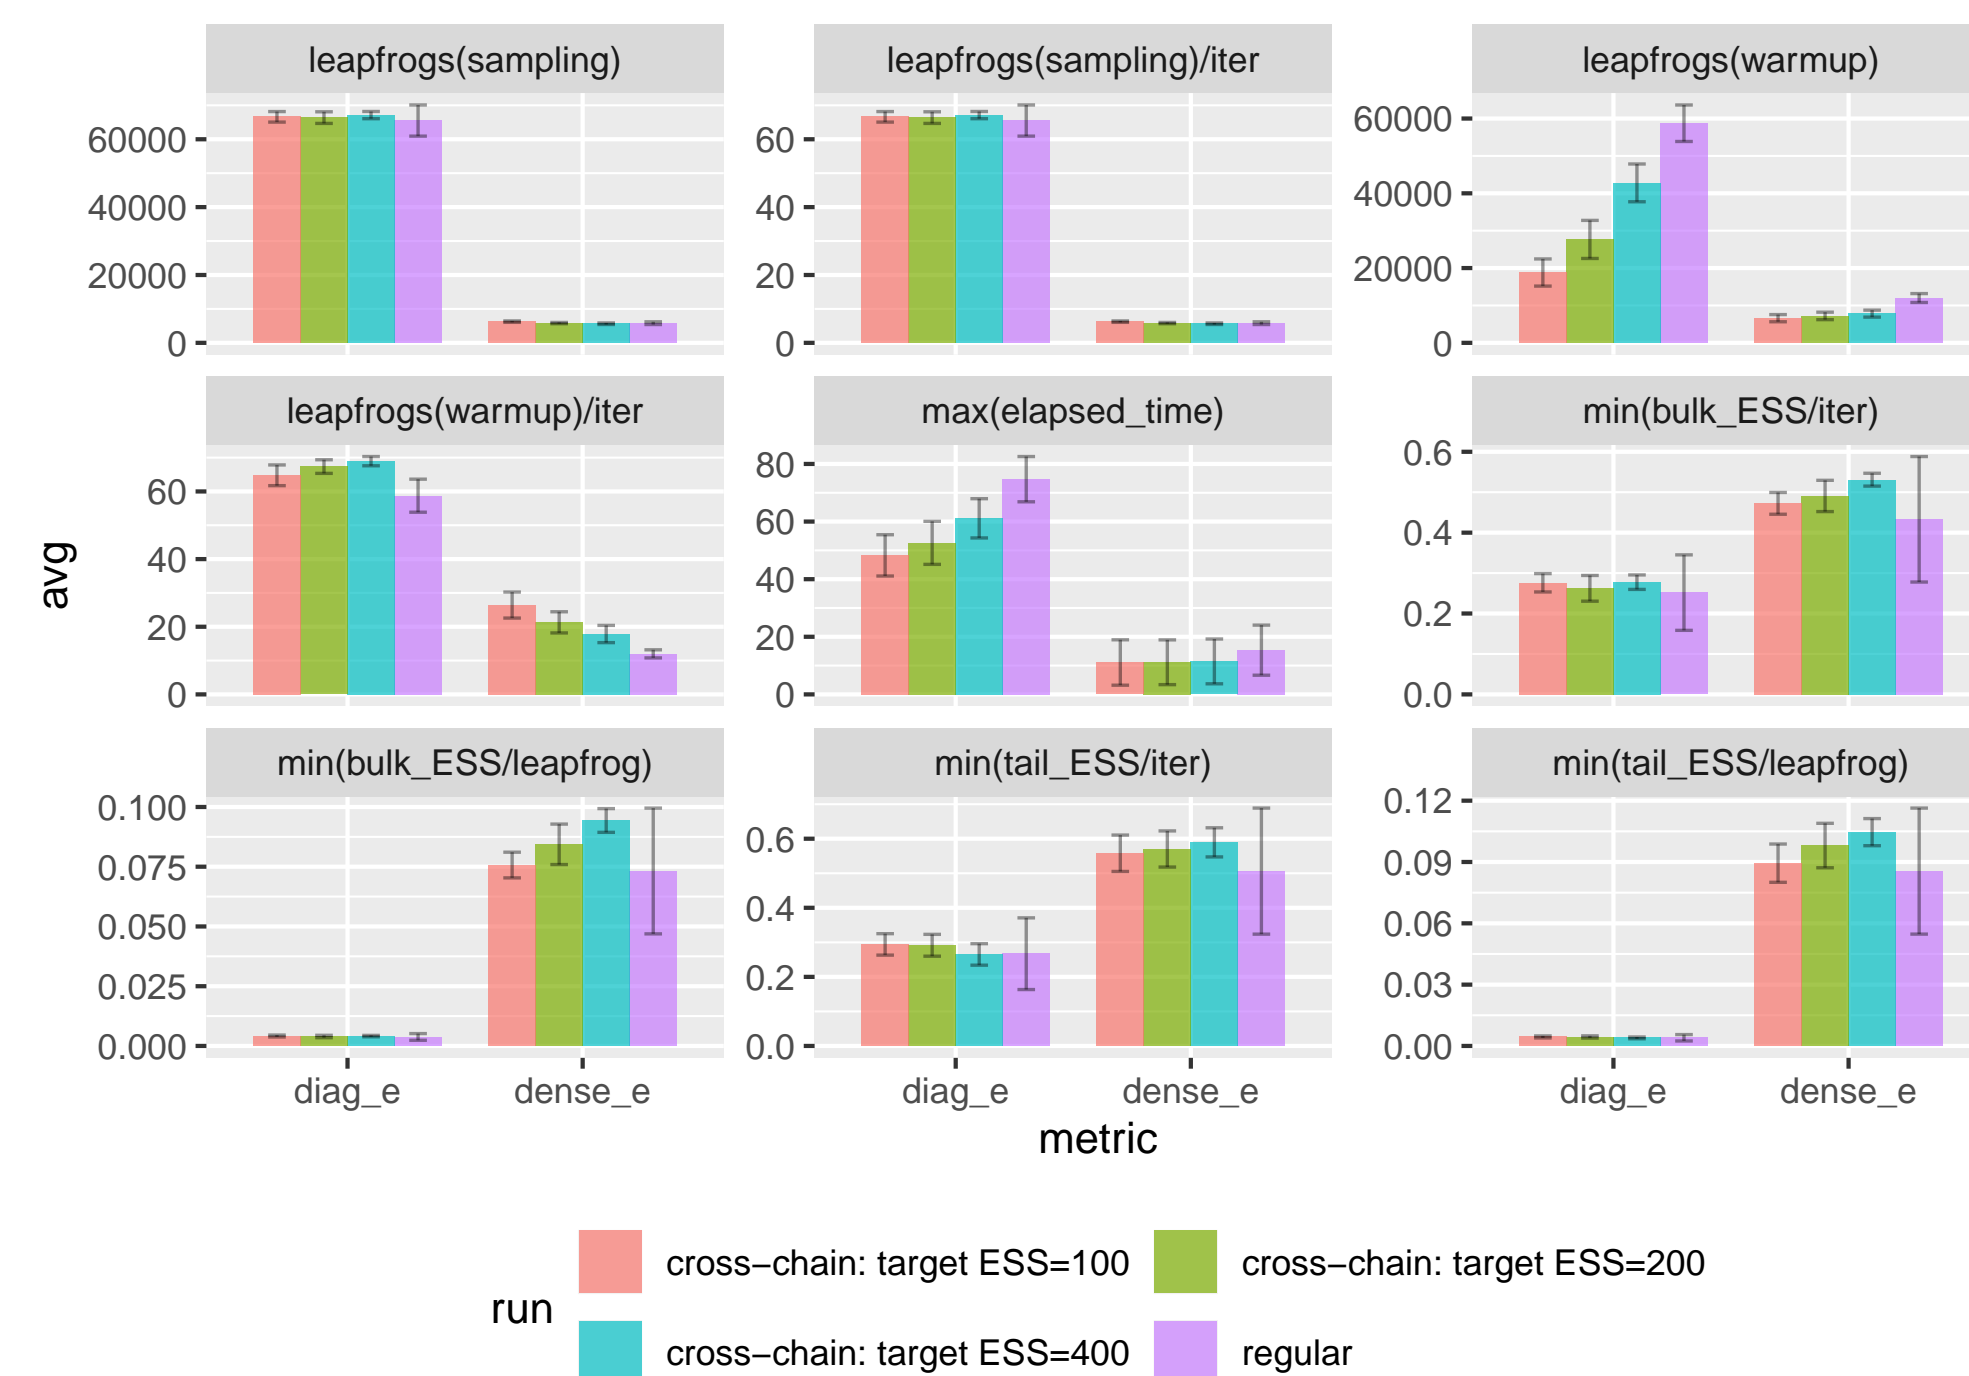 leapfrogs(sampling)
leapfrogs(sampling)/iter
leapfrogs(warmup)
60000
40000
20000
0
60
40
20
0
60000
40000
20000
0
leapfrogs(warmup)/iter
max(elapsed_time)
min(bulk_ESS/iter)
60
40
20
0
80
60
40
20
0
0.6
0.4
0.2
0.0
avg
min(bulk_ESS/leapfrog)
min(tail_ESS/iter)
min(tail_ESS/leapfrog)
0.100
0.075
0.050
0.025
0.000
0.6
0.4
0.2
0.0
0.12
0.09
0.06
0.03
0.00
diag_e dense_e
diag_e dense_e
diag_e dense_e
metric
run
cross−chain: target ESS=100
cross−chain: target ESS=200
cross−chain: target ESS=400
regular